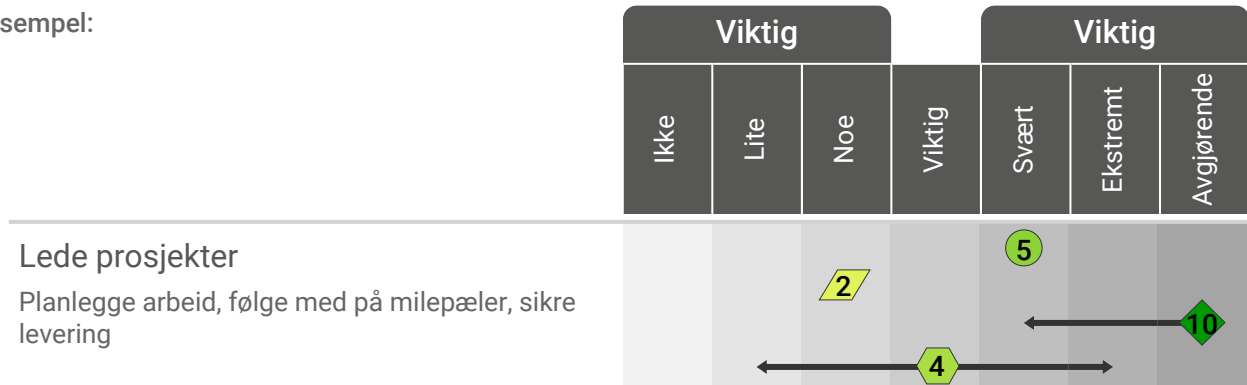 sempel:
Viktig
Viktig
Ikke
Lite
Noe
Viktig
Svært
Ekstremt
Avgjørende
Lede prosjekter
Planlegge arbeid, følge med på milepæler, sikre
levering
5
2
10
4